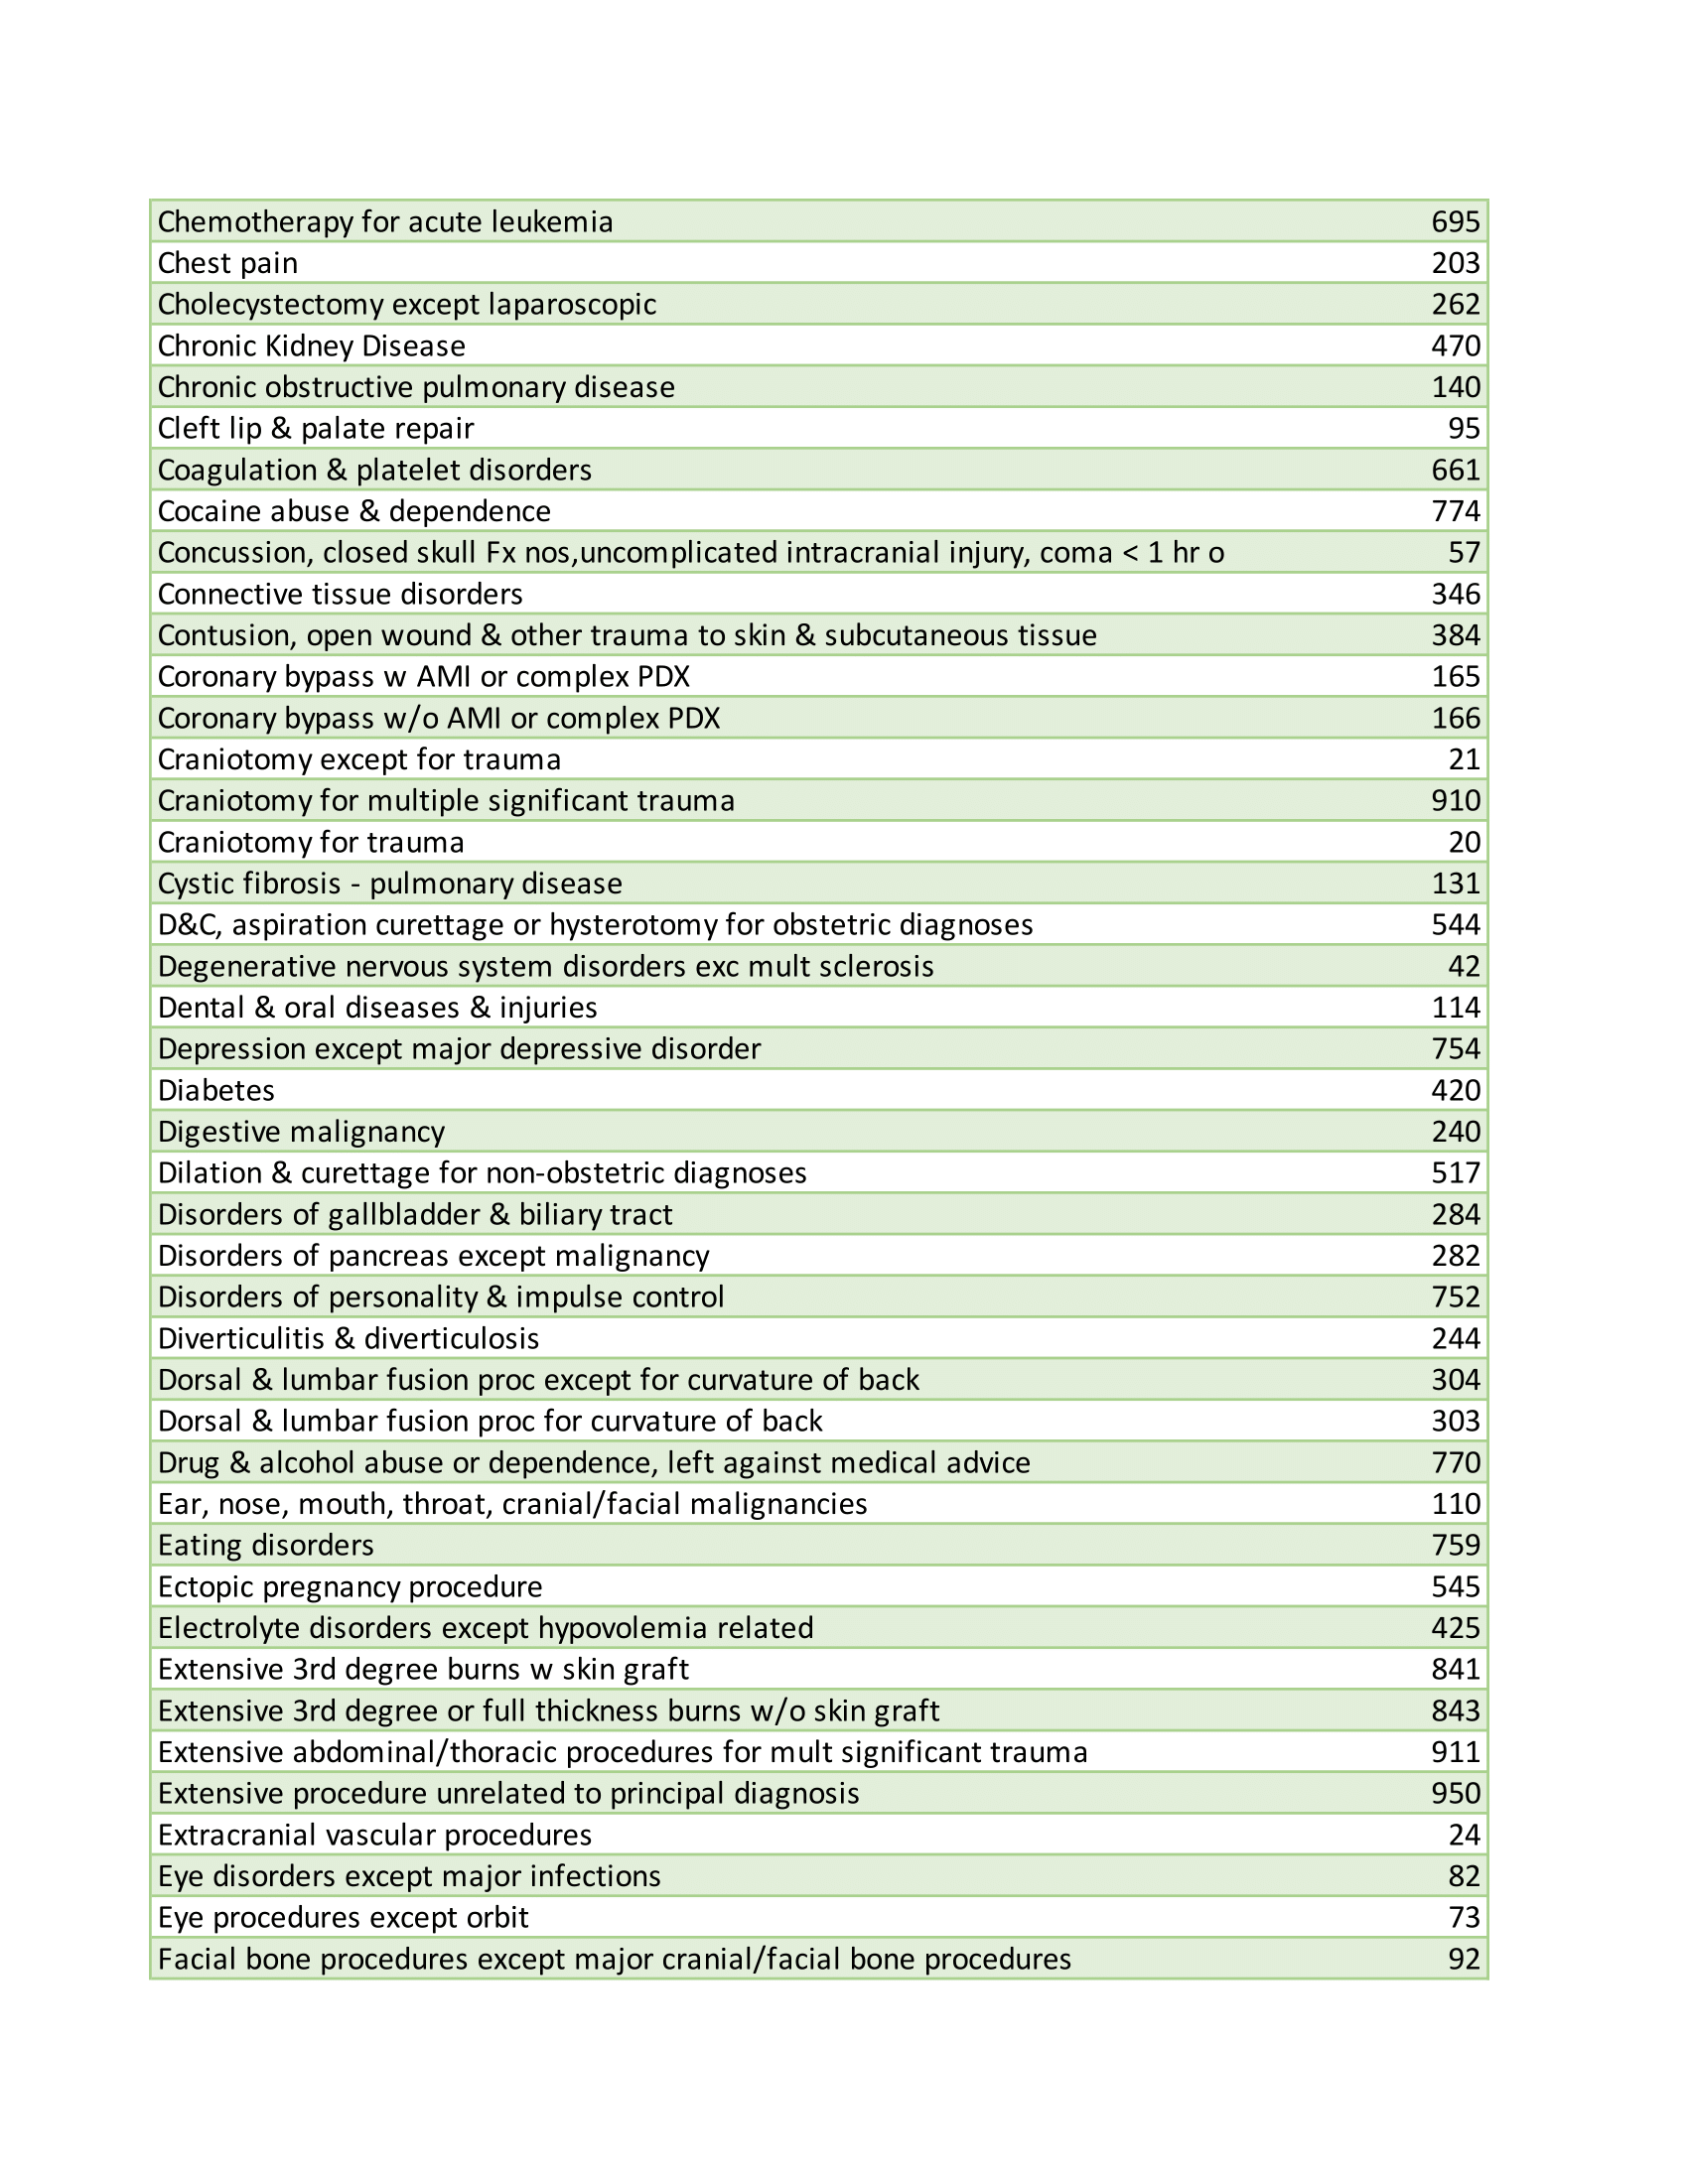 Chemotherapy for acute leukemia 695
Chest pain 203
Cholecystectomy except laparoscopic 262
Chronic Kidney Disease 470
Chronic obstructive pulmonary disease 140
Cleft lip & palate repair 95
Coagulation & platelet disorders 661
Cocaine abuse & dependence 774
Concussion, closed skull Fx nos,uncomplicated intracranial injury, coma < 1 hr o 57
Connective tissue disorders 346
Contusion, open wound & other trauma to skin & subcutaneous tissue 384
Coronary bypass w AMI or complex PDX 165
Coronary bypass w/o AMI or complex PDX 166
Craniotomy except for trauma 21
Craniotomy for multiple significant trauma 910
Craniotomy for trauma 20
Cystic fibrosis - pulmonary disease 131
D&C, aspiration curettage or hysterotomy for obstetric diagnoses 544
Degenerative nervous system disorders exc mult sclerosis 42
Dental & oral diseases & injuries 114
Depression except major depressive disorder 754
Diabetes 420
Digestive malignancy 240
Dilation & curettage for non-obstetric diagnoses 517
Disorders of gallbladder & biliary tract 284
Disorders of pancreas except malignancy 282
Disorders of personality & impulse control 752
Diverticulitis & diverticulosis 244
Dorsal & lumbar fusion proc except for curvature of back 304
Dorsal & lumbar fusion proc for curvature of back 303
Drug & alcohol abuse or dependence, left against medical advice 770
Ear, nose, mouth, throat, cranial/facial malignancies 110
Eating disorders 759
Ectopic pregnancy procedure 545
Electrolyte disorders except hypovolemia related 425
Extensive 3rd degree burns w skin graft 841
Extensive 3rd degree or full thickness burns w/o skin graft 843
Extensive abdominal/thoracic procedures for mult significant trauma 911
Extensive procedure unrelated to principal diagnosis 950
Extracranial vascular procedures 24
Eye disorders except major infections 82
Eye procedures except orbit 73
Facial bone procedures except major cranial/facial bone procedures 92